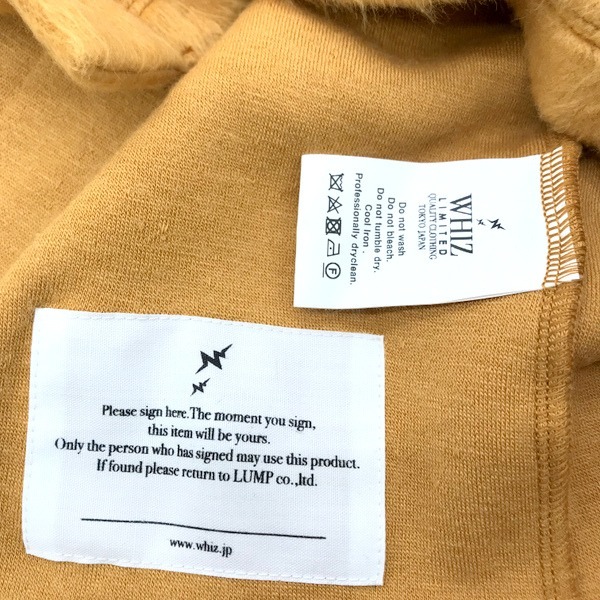 WHIZ
LIMITED
QUALITY CLOTHING
TOKYO JAPAN
Do not wash
Do not bleach.
Do not tumble dry.
Cool Iron .
Professionally dryclean.
F
Please sign here.The moment you sign,
this item will be yours.
Only the person who has signed may use this product.
If found please return to LUMP co.,ltd.
www.whiz.jp